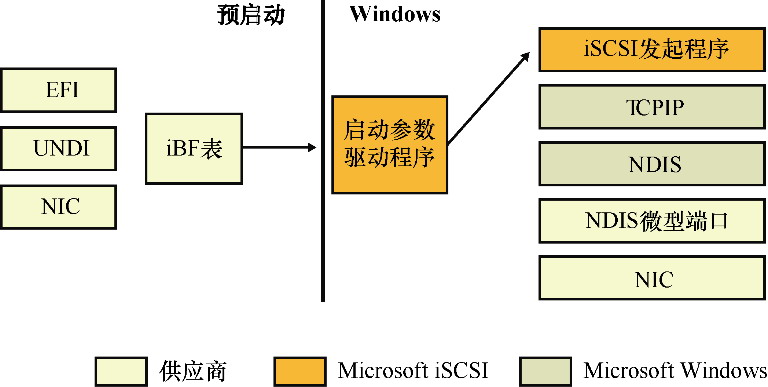 预启动
Windows
EFI
UNDI
NIC
iBF表
启动参数
驱动程序
iSCSI发起程序
TCPIP
NDIS
NDIS微型端口
NIC
供应商
Microsoft iSCSI
Microsoft Windows